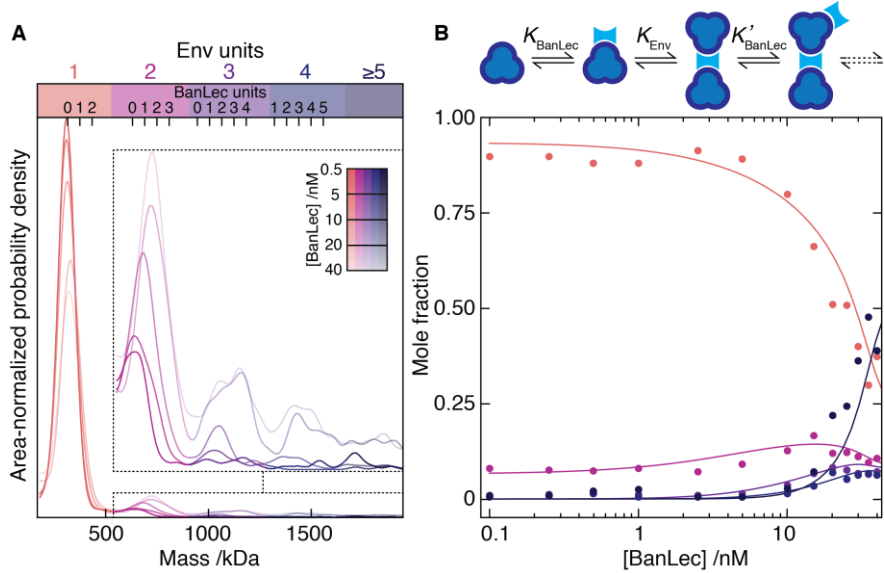 A
Env units
1 2 3 4 ≥5
BanLec units
0 1 2 0 1 2 3 0 1 2 3 4 1 2 3 4 5
Area-normalized probability density
[BanLec] /nM
0.5
5
10
20
40
500 1000 1500
Mass /kDa
B
K_BanLec K_Env K′_BanLec
Mole fraction
1.00
0.75
0.50
0.25
0
0.1 1 10
[BanLec] /nM